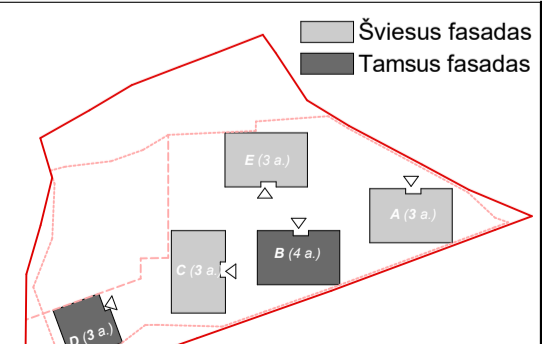 Šviesus fasadas
Tamsus fasadas
E (3 a.)
A (3 a.)
B (4 a.)
C (3 a.)
D (3 a.)